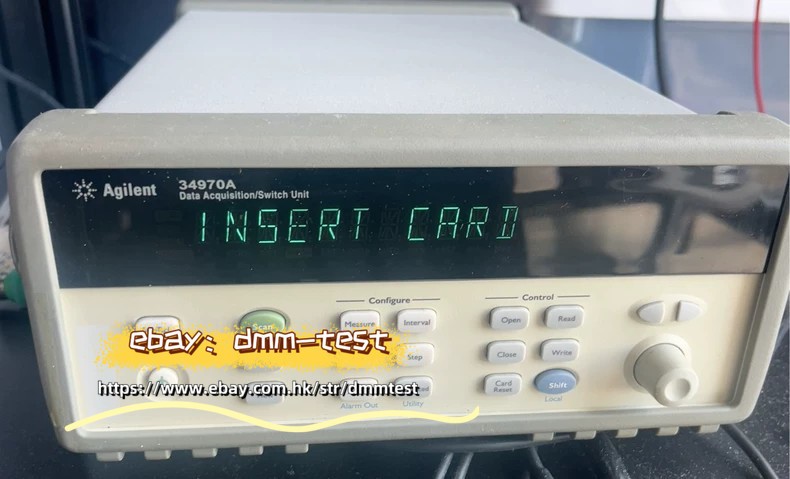 Agilent
34970A
Data Acquisition/Switch Unit
INSERT CARD
Configure
Control
Scan
Measure
Interval
Open
Read
Step
Close
Write
Card
Reset
Shift
Alarm Out
Utility
Local
ebay: dmm-test
https://www.ebay.com.hk/str/dmmtest